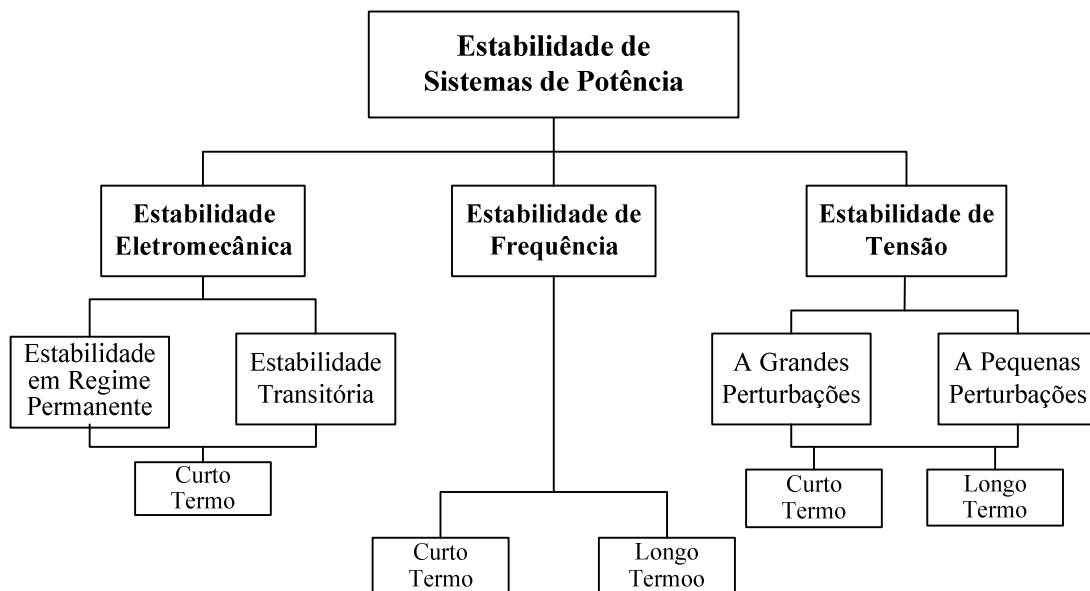 Estabilidade de
Sistemas de Potência
Estabilidade
Eletromecânica
Estabilidade de
Frequência
Estabilidade de
Tensão
Estabilidade
em Regime
Permanente
Estabilidade
Transitória
A Grandes
Perturbações
A Pequenas
Perturbações
Curto
Termo
Curto
Termo
Longo
Termo
Curto
Termo
Longo
Termoo